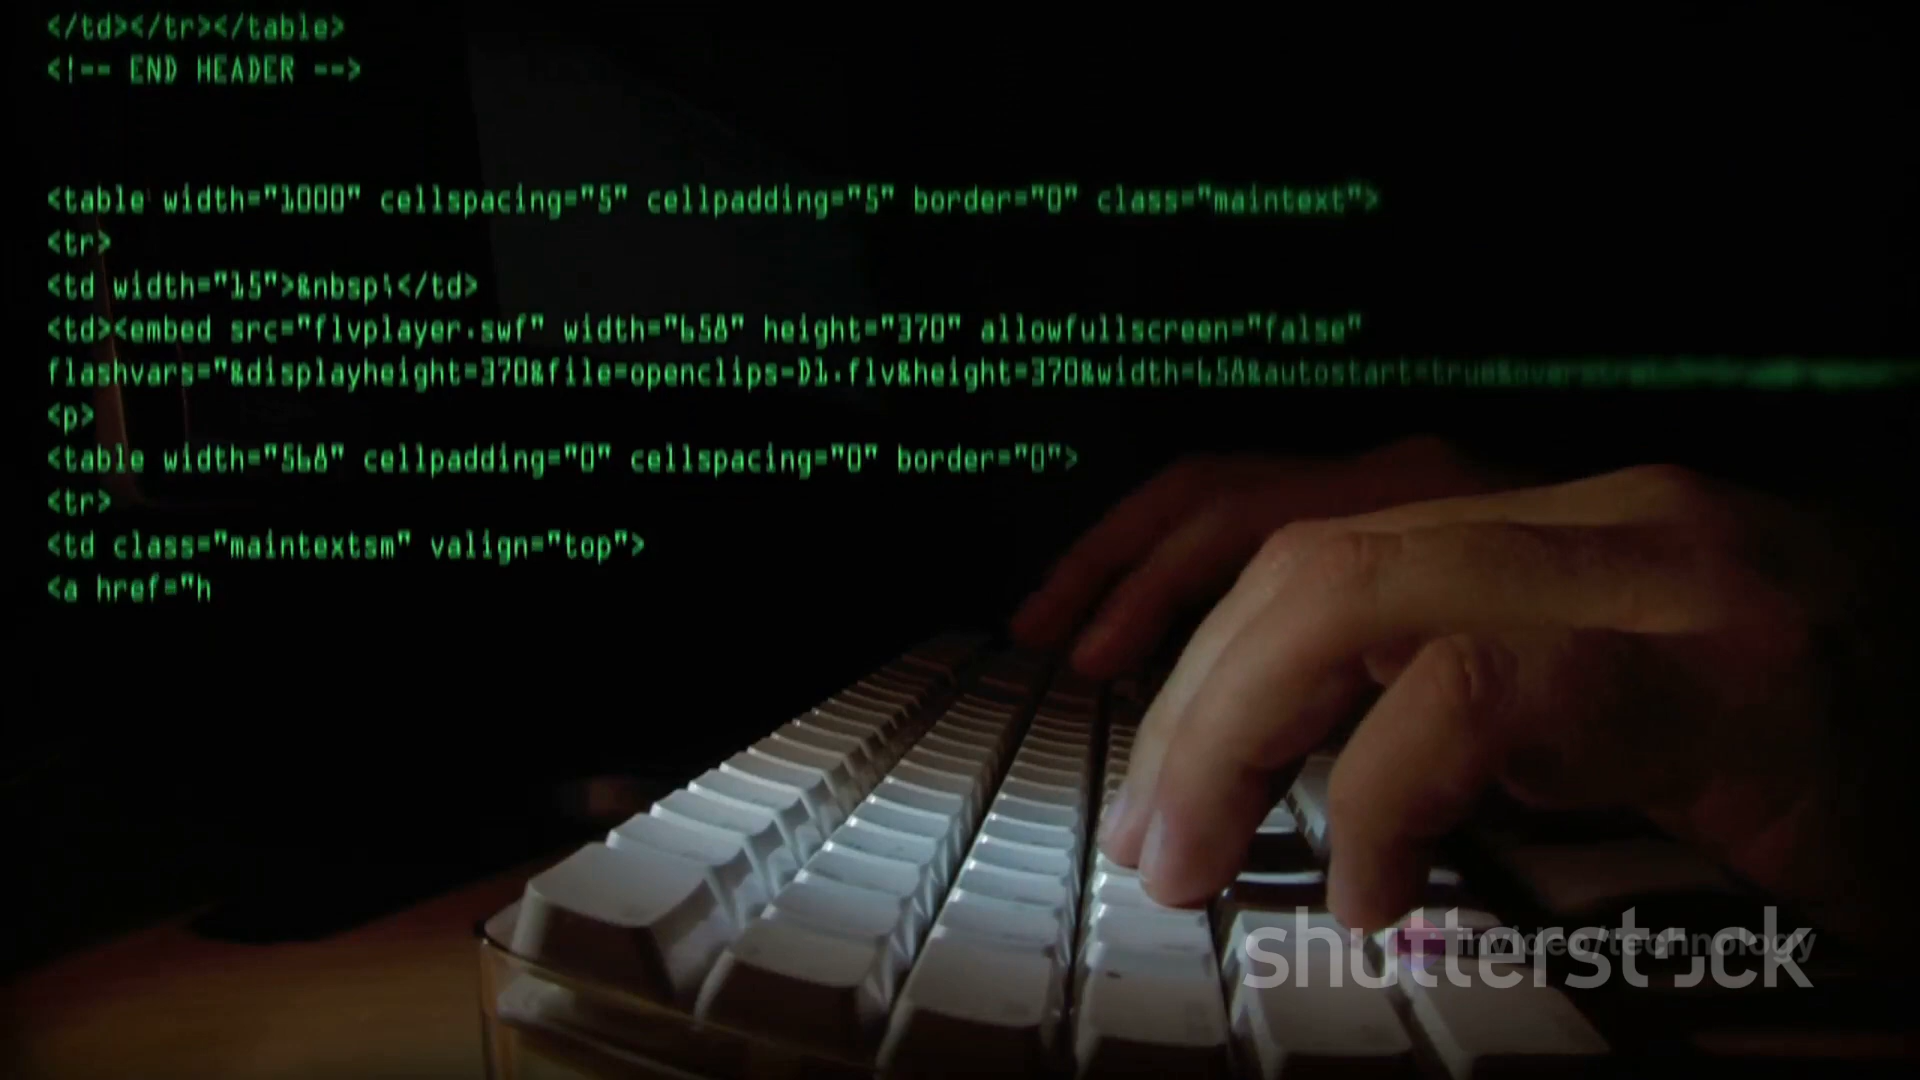 </td></tr></table>
<!-- END HEADER -->
<table width="1000" cellspacing="5" cellpadding="5" border="0" class="maintext">
<tr>
<td width="15">&nbsp;</td>
<td><embed src="flvplayer.swf" width="658" height="370" allowfullscreen="false"
flashvars="&displayheight=370&file=openclips-D1.flv&height=370&width=658&autostart=true
<p>
<table width="568" cellpadding="0" cellspacing="0" border="0">
<tr>
<td class="maintextsm" valign="top">
<a href="h
shutterstock
invideo/technology